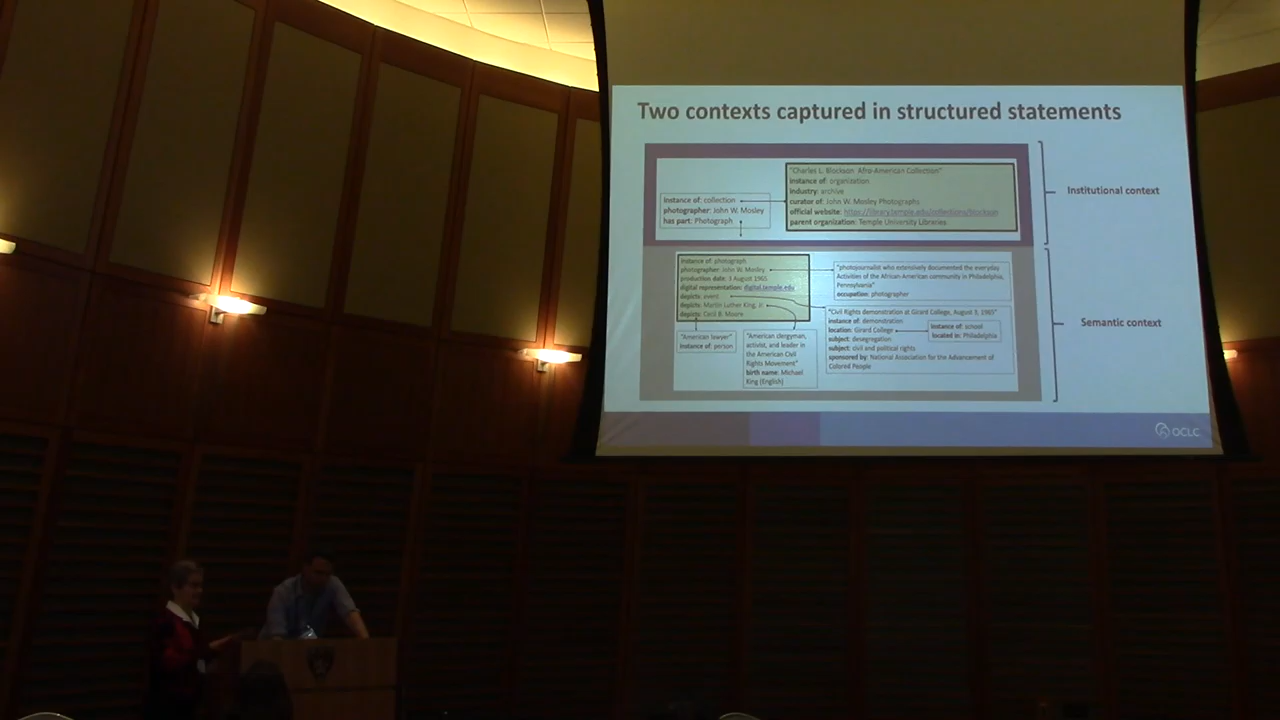 Two contexts captured in structured statements
Instance of: collection
photographer: John W. Mosley
has part: Photograph
"Charles L. Blockson Afro-American Collection"
instance of: organization
industry: archive
curator of: John W. Mosley Photographs
official website: https://library.temple.edu/collections/blockson
parent organization: Temple University Libraries
Institutional context
instance of: photograph
photographer: John W. Mosley
production date: 3 August 1965
digital representation: digital.temple.edu
depicts: event
depicts: Martin Luther King, Jr.
depicts: Cecil B. Moore
"photojournalist who extensively documented the everyday
Activities of the African-American community in Philadelphia,
Pennsylvania"
occupation: photographer
"Civil Rights demonstration at Girard College, August 3, 1965"
instance of: demonstration
location: Girard College
subject: desegregation
subject: civil and political rights
sponsored by: National Association for the Advancement of
Colored People
instance of: school
located in: Philadelphia
"American lawyer"
instance of: person
"American clergyman,
activist, and leader in
the American Civil
Rights Movement"
birth name: Michael
King (English)
Semantic context
OCLC